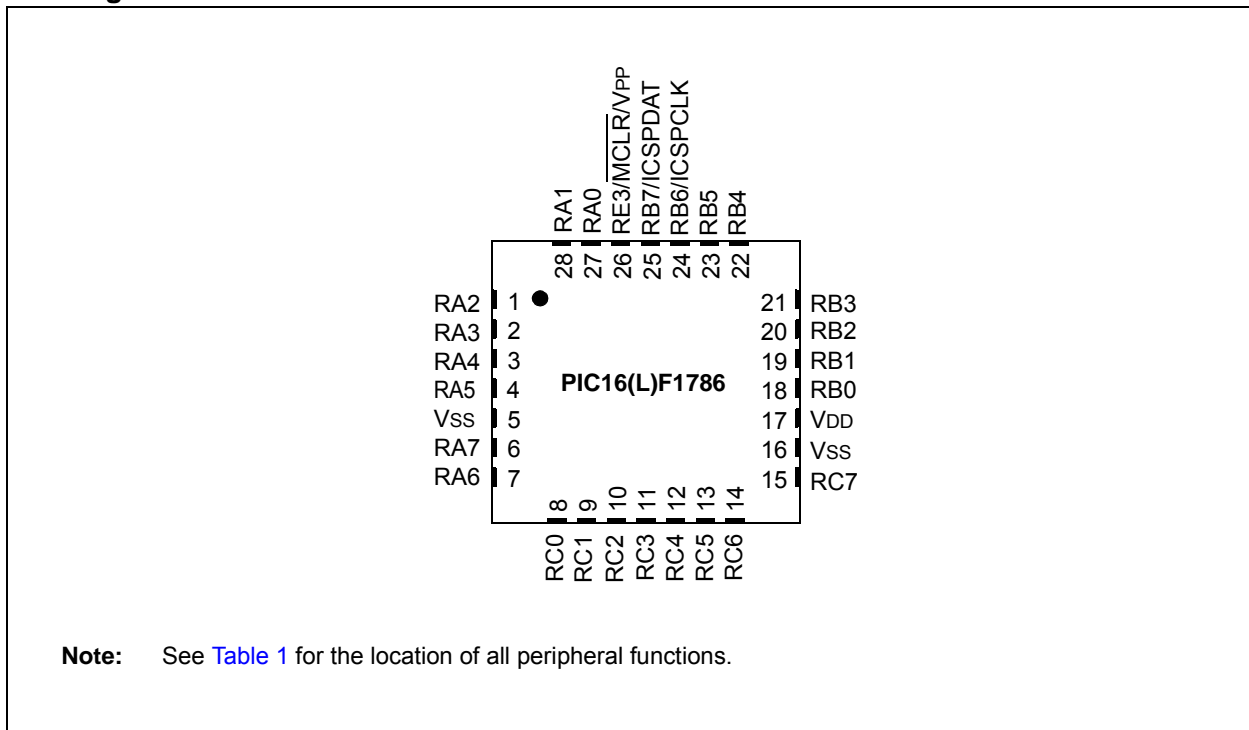 RA1
RA0
RE3/MCLR/VPP
RB7/ICSPDAT
RB6/ICSPCLK
RB5
RB4
28
27
26
25
24
23
22
RA2 1
RA3 2
RA4 3
RA5 4
VSS 5
RA7 6
RA6 7
PIC16(L)F1786
21 RB3
20 RB2
19 RB1
18 RB0
17 VDD
16 VSS
15 RC7
8
9
10
11
12
13
14
RC0
RC1
RC2
RC3
RC4
RC5
RC6
Note: See Table 1 for the location of all peripheral functions.